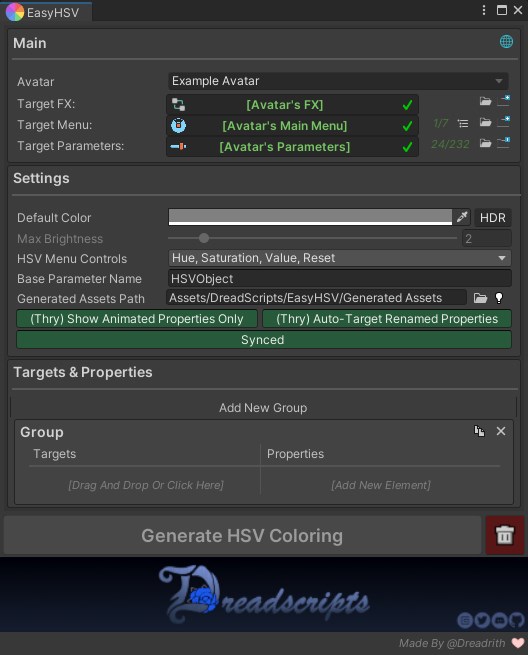 EasyHSV
Main
Avatar Example Avatar
Target FX: [Avatar's FX]
Target Menu: [Avatar's Main Menu] 1/7
Target Parameters: [Avatar's Parameters] 24/232
Settings
Default Color HDR
Max Brightness 2
HSV Menu Controls Hue, Saturation, Value, Reset
Base Parameter Name HSVObject
Generated Assets Path Assets/DreadScripts/EasyHSV/Generated Assets
(Thry) Show Animated Properties Only (Thry) Auto-Target Renamed Properties
Synced
Targets & Properties
Add New Group
Group
Targets Properties
[Drag And Drop Or Click Here] [Add New Element]
Generate HSV Coloring
Dreadscripts
Made By @Dreadrith